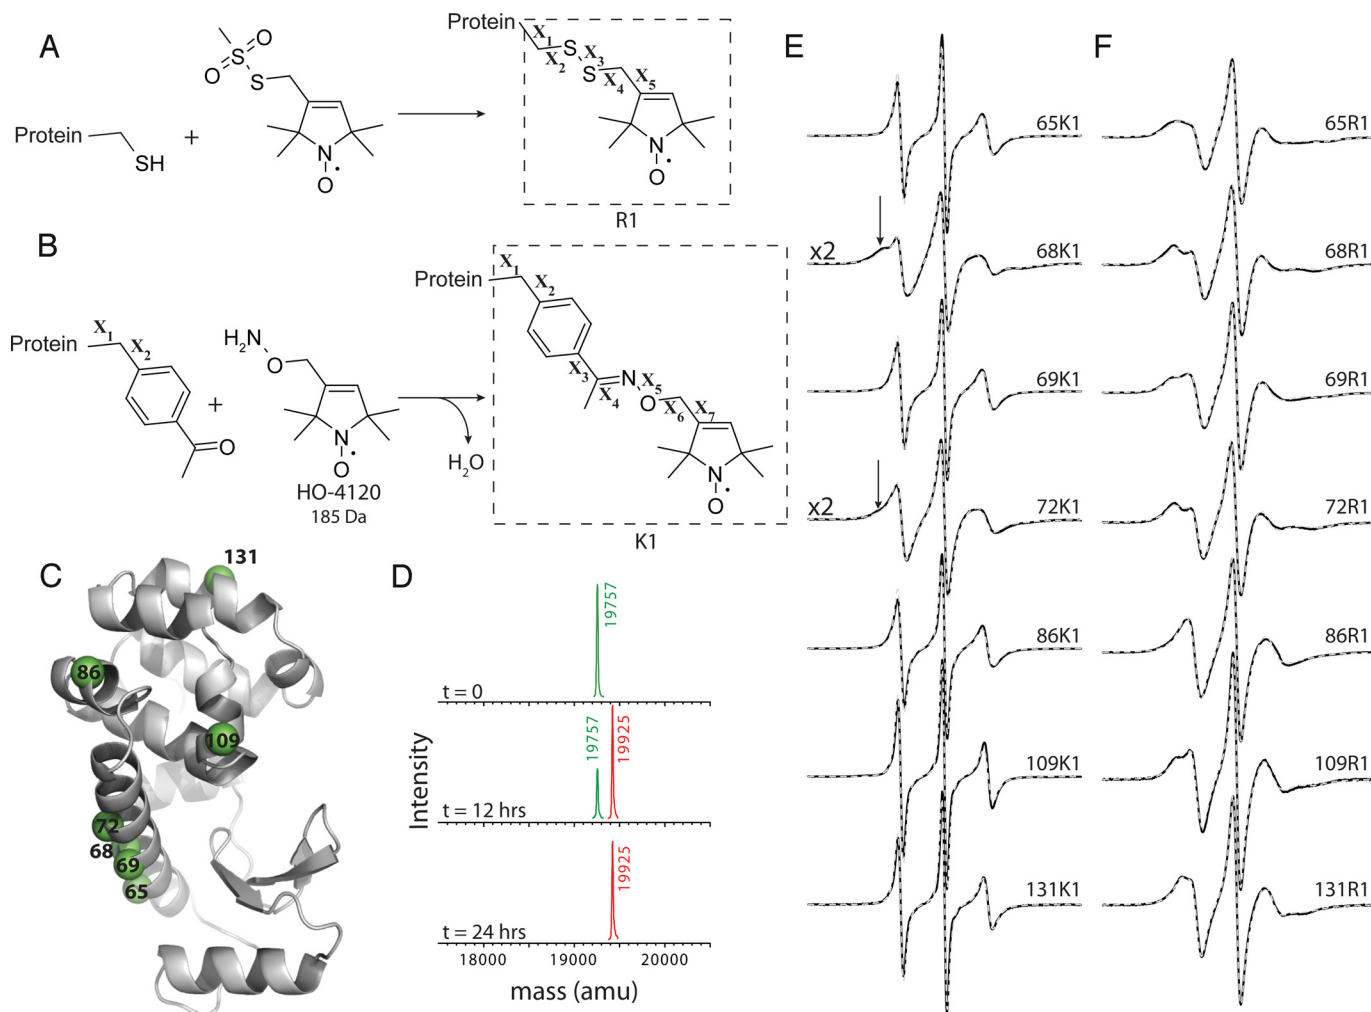 A
Protein
SH
+
O
S
O
S
N
O
Protein
X1
S
X2
X3
S
X4
X5
N
O
R1
B
Protein
X1
X2
O
+
H2N
O
N
O
HO-4120
185 Da
H2O
Protein
X1
X2
X3
N
X4
X5
O
X6
X7
N
O
K1
C
131
86
109
72
68
69
65
D
19757
t = 0
19757
19925
t = 12 hrs
19925
t = 24 hrs
Intensity
18000 19000 20000
mass (amu)
E
65K1
x2
68K1
69K1
x2
72K1
86K1
109K1
131K1
F
65R1
68R1
69R1
72R1
86R1
109R1
131R1